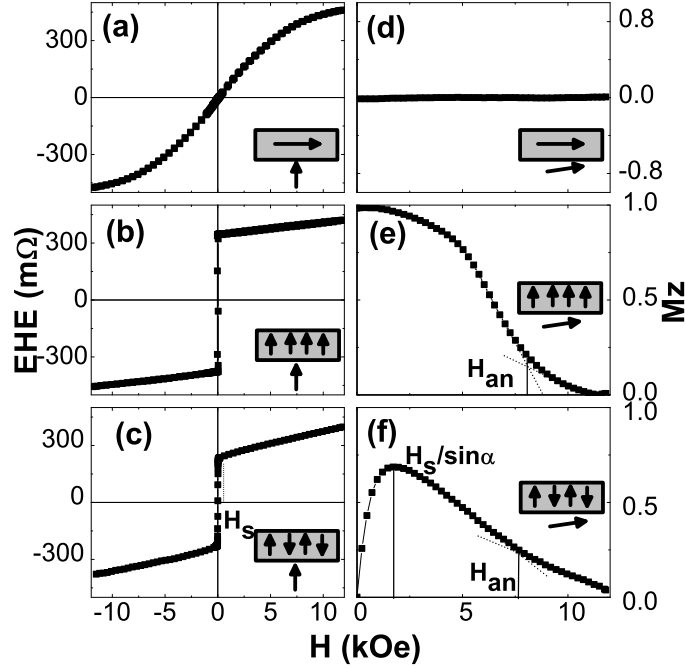 (a)
(d)
300
0
-300
0.8
0.0
-0.8
(b)
(e)
300
0
-300
1.0
0.5
0.0
H_an
EHE (mΩ)
Mz
(c)
(f)
300
0
-300
H_s
1.0
0.5
0.0
H_s/sinα
H_an
-10 -5 0 5 10
0 5 10
H (kOe)